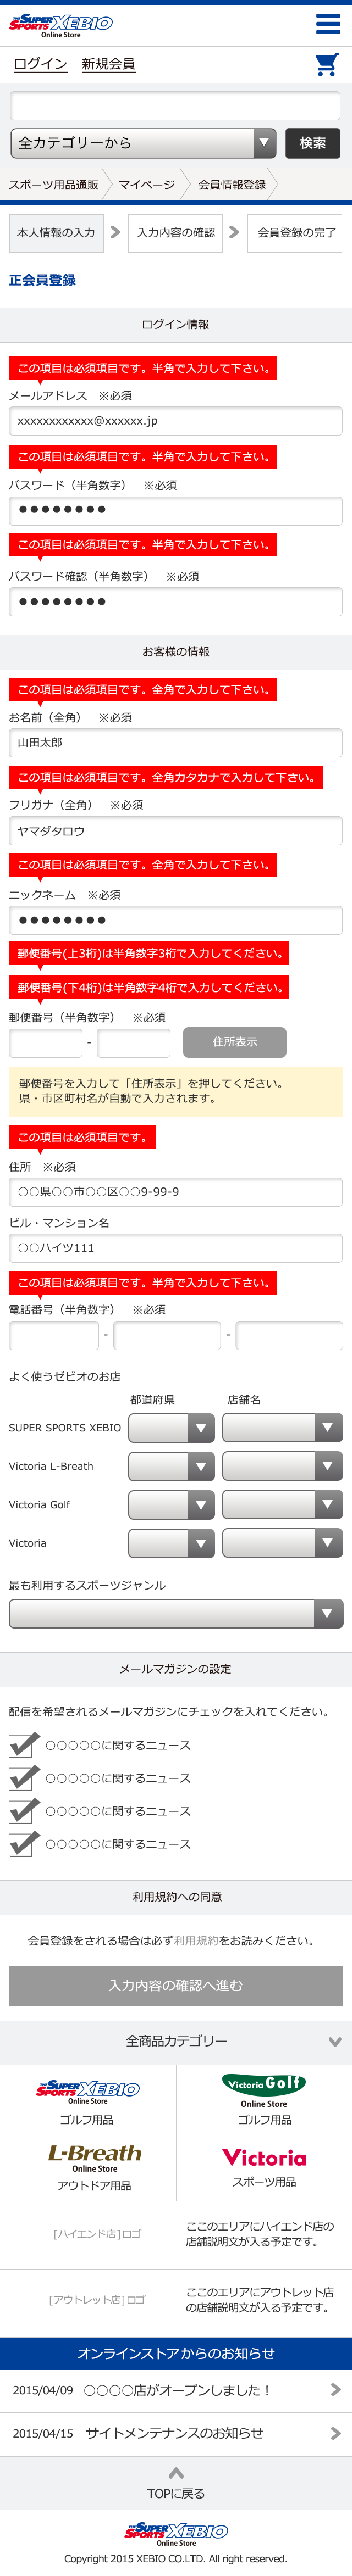 THE SUPER SPORTS XEBIO
Online Store
ログイン 新規会員
全カテゴリーから ▼ 検索
スポーツ用品通販 マイページ 会員情報登録
本人情報の入力 入力内容の確認 会員登録の完了
正会員登録
ログイン情報
この項目は必須項目です。半角で入力して下さい。
メールアドレス ※必須
xxxxxxxxxxxx@xxxxxx.jp
この項目は必須項目です。半角で入力して下さい。
パスワード（半角数字） ※必須
●●●●●●●●
この項目は必須項目です。半角で入力して下さい。
パスワード確認（半角数字） ※必須
●●●●●●●●
お客様の情報
この項目は必須項目です。全角で入力して下さい。
お名前（全角） ※必須
山田太郎
この項目は必須項目です。全角カタカナで入力して下さい。
フリガナ（全角） ※必須
ヤマダタロウ
この項目は必須項目です。全角で入力して下さい。
ニックネーム ※必須
●●●●●●●●
郵便番号(上3桁)は半角数字3桁で入力してください。
郵便番号(下4桁)は半角数字4桁で入力してください。
郵便番号（半角数字） ※必須
- 住所表示
郵便番号を入力して「住所表示」を押してください。
県・市区町村名が自動で入力されます。
この項目は必須項目です。
住所 ※必須
○○県○○市○○区○○9-99-9
ビル・マンション名
○○ハイツ111
この項目は必須項目です。半角で入力して下さい。
電話番号（半角数字） ※必須
- -
よく使うゼビオのお店
都道府県 店舗名
SUPER SPORTS XEBIO ▼ ▼
Victoria L-Breath ▼ ▼
Victoria Golf ▼ ▼
Victoria ▼ ▼
最も利用するスポーツジャンル
▼
メールマガジンの設定
配信を希望されるメールマガジンにチェックを入れてください。
○○○○○に関するニュース
○○○○○に関するニュース
○○○○○に関するニュース
○○○○○に関するニュース
利用規約への同意
会員登録をされる場合は必ず利用規約をお読みください。
入力内容の確認へ進む
全商品カテゴリー
THE SUPER SPORTS XEBIO
Online Store
ゴルフ用品
Victoria Golf
Online Store
ゴルフ用品
L-Breath
Online Store
アウトドア用品
Victoria
スポーツ用品
[ハイエンド店]ロゴ
ここのエリアにハイエンド店の
店舗説明文が入る予定です。
[アウトレット店]ロゴ
ここのエリアにアウトレット店
の店舗説明文が入る予定です。
オンラインストアからのお知らせ
2015/04/09 ○○○○店がオープンしました！
2015/04/15 サイトメンテナンスのお知らせ
TOPに戻る
THE SUPER SPORTS XEBIO
Online Store
Copyright 2015 XEBIO CO.LTD. All right reserved.